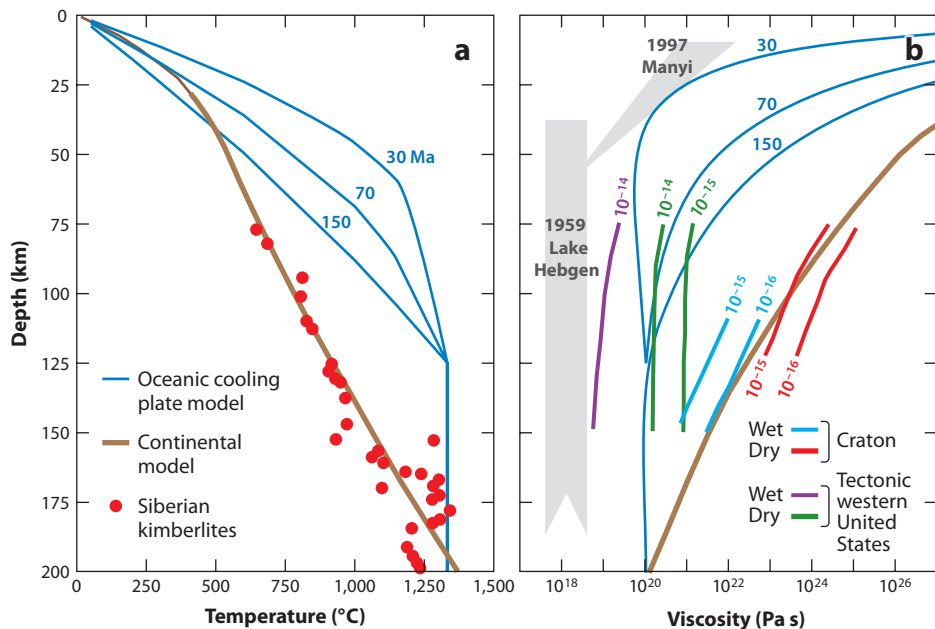 a
0
25
50
75
100
125
150
175
200
Depth (km)
0
250
500
750
1,000
1,250
1,500
Temperature (°C)
30 Ma
70
150
Oceanic cooling
plate model
Continental
model
Siberian
kimberlites
b
1997
Manyi
30
70
150
1959
Lake
Hebgen
10⁻¹⁴
10⁻¹⁴
10⁻¹⁵
10⁻¹⁵
10⁻¹⁶
10⁻¹⁵
10⁻¹⁶
Wet
Dry
Craton
Wet
Dry
Tectonic
western
United
States
10¹⁸
10²⁰
10²²
10²⁴
10²⁶
Viscosity (Pa s)